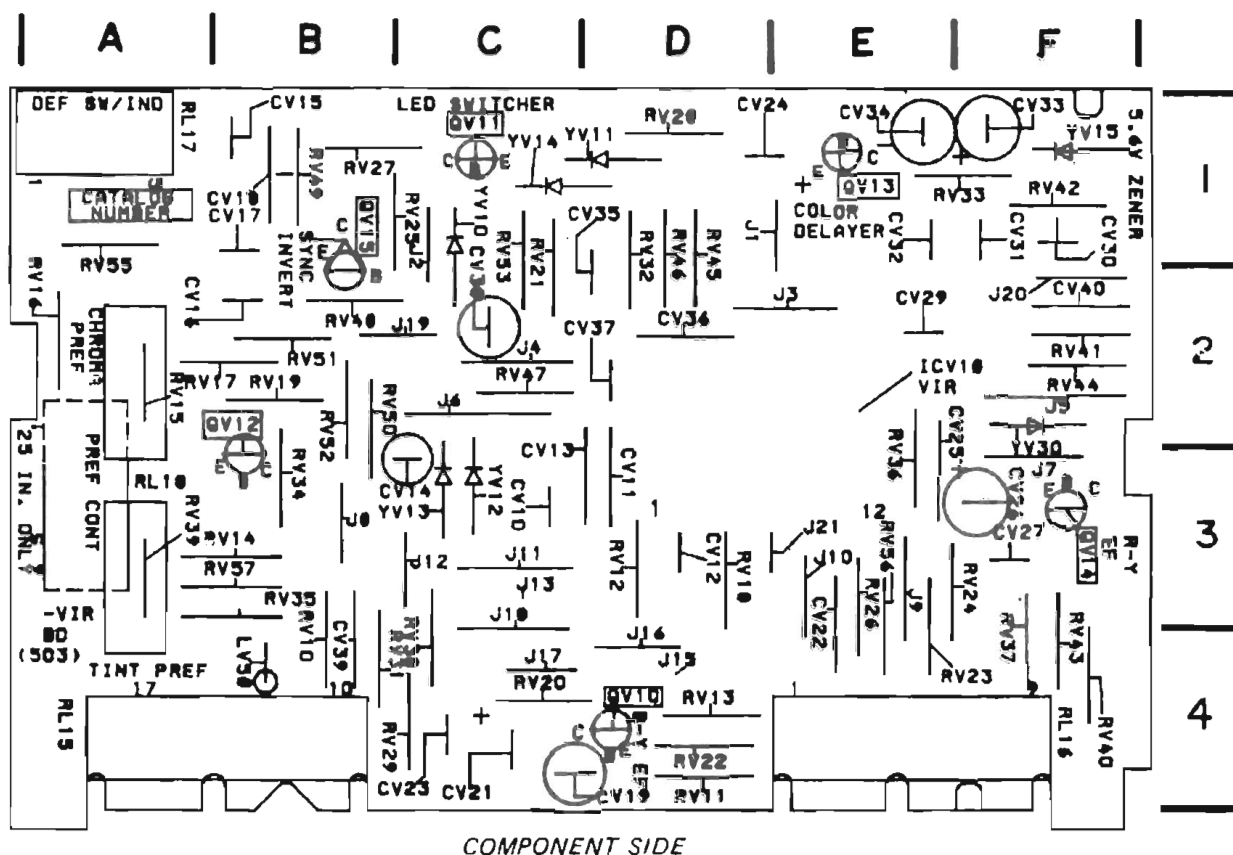 A B C D E F
DEF SW/IND
RL17
CV15
LED SWITCHER
QV11
YV14
YV11
RV28
CV24
CV34
CV33
YV15
5.6V ZENER
1
CATALOG
NUMBER
CV18
CV17
RV49
RV27
C E
QV15
C
E
B
SYNC
INVERT
RV25
J2
YV10
CV38
RV53
RV21
CV35
RV32
RV46
RV45
J1
E C
QV13
+
COLOR
DELAYER
+
RV33
CV32
RV42
CV31
CV30
1
RV55
RV16
CV16
RV48
J19
CV37
CV36
J3
CV29
J20
CV40
CHROMA
PREF
RV15
RV51
RV17
RV19
J4
RV47
RV41
RV44
2
ICV10
VIR
J6
RV50
RV52
QV12
E C
RV34
CV13
CV11
RV36
CV25
YV30
J7
25 IN. ONLY
PREF CONT
RL18
RV39
J8
CV14
YV13
YV12
CV10
1
12
CV27
E C
QV14
R-Y
EF
3
RV14
RV57
RV35
J12
J11
J13
J18
RV12
CV12
RV18
J21
J10
CV22
RV56
RV26
J9
RV24
-VIR
BD
(503)
RV10
CV39
J16
J15
RV37
RV43
TINT PREF
LV38
J17
RV20
QV10
RV13
RV23
17
10
1
RL15
RV29
CV23
+
CV21
C
E
B-Y EF
CV19
RV22
RV11
RL16
RV40
4
COMPONENT SIDE